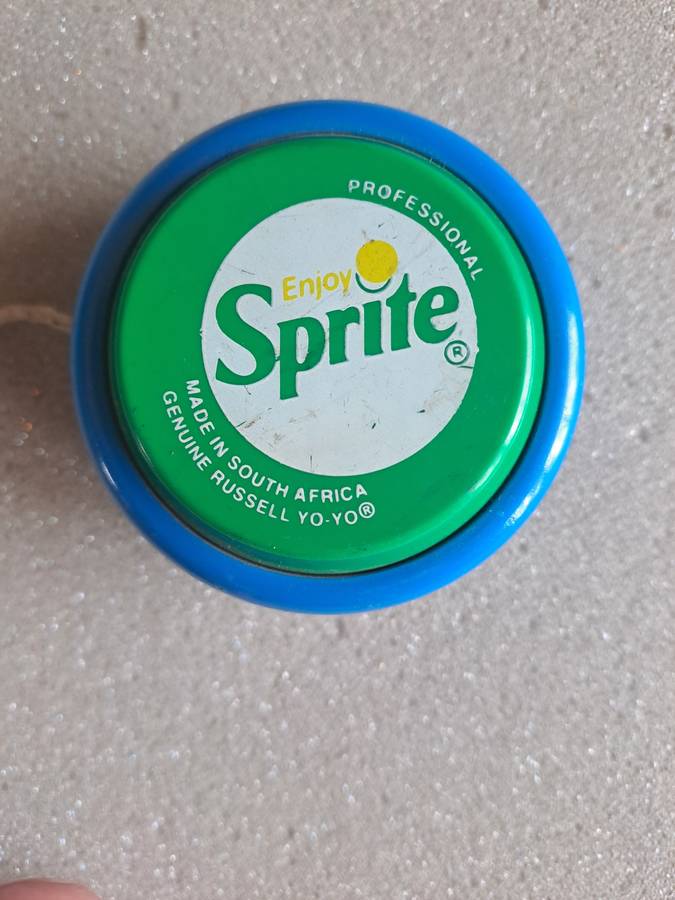 PROFESSIONAL
Enjoy
Sprite®
MADE IN SOUTH AFRICA
GENUINE RUSSELL YO-YO®